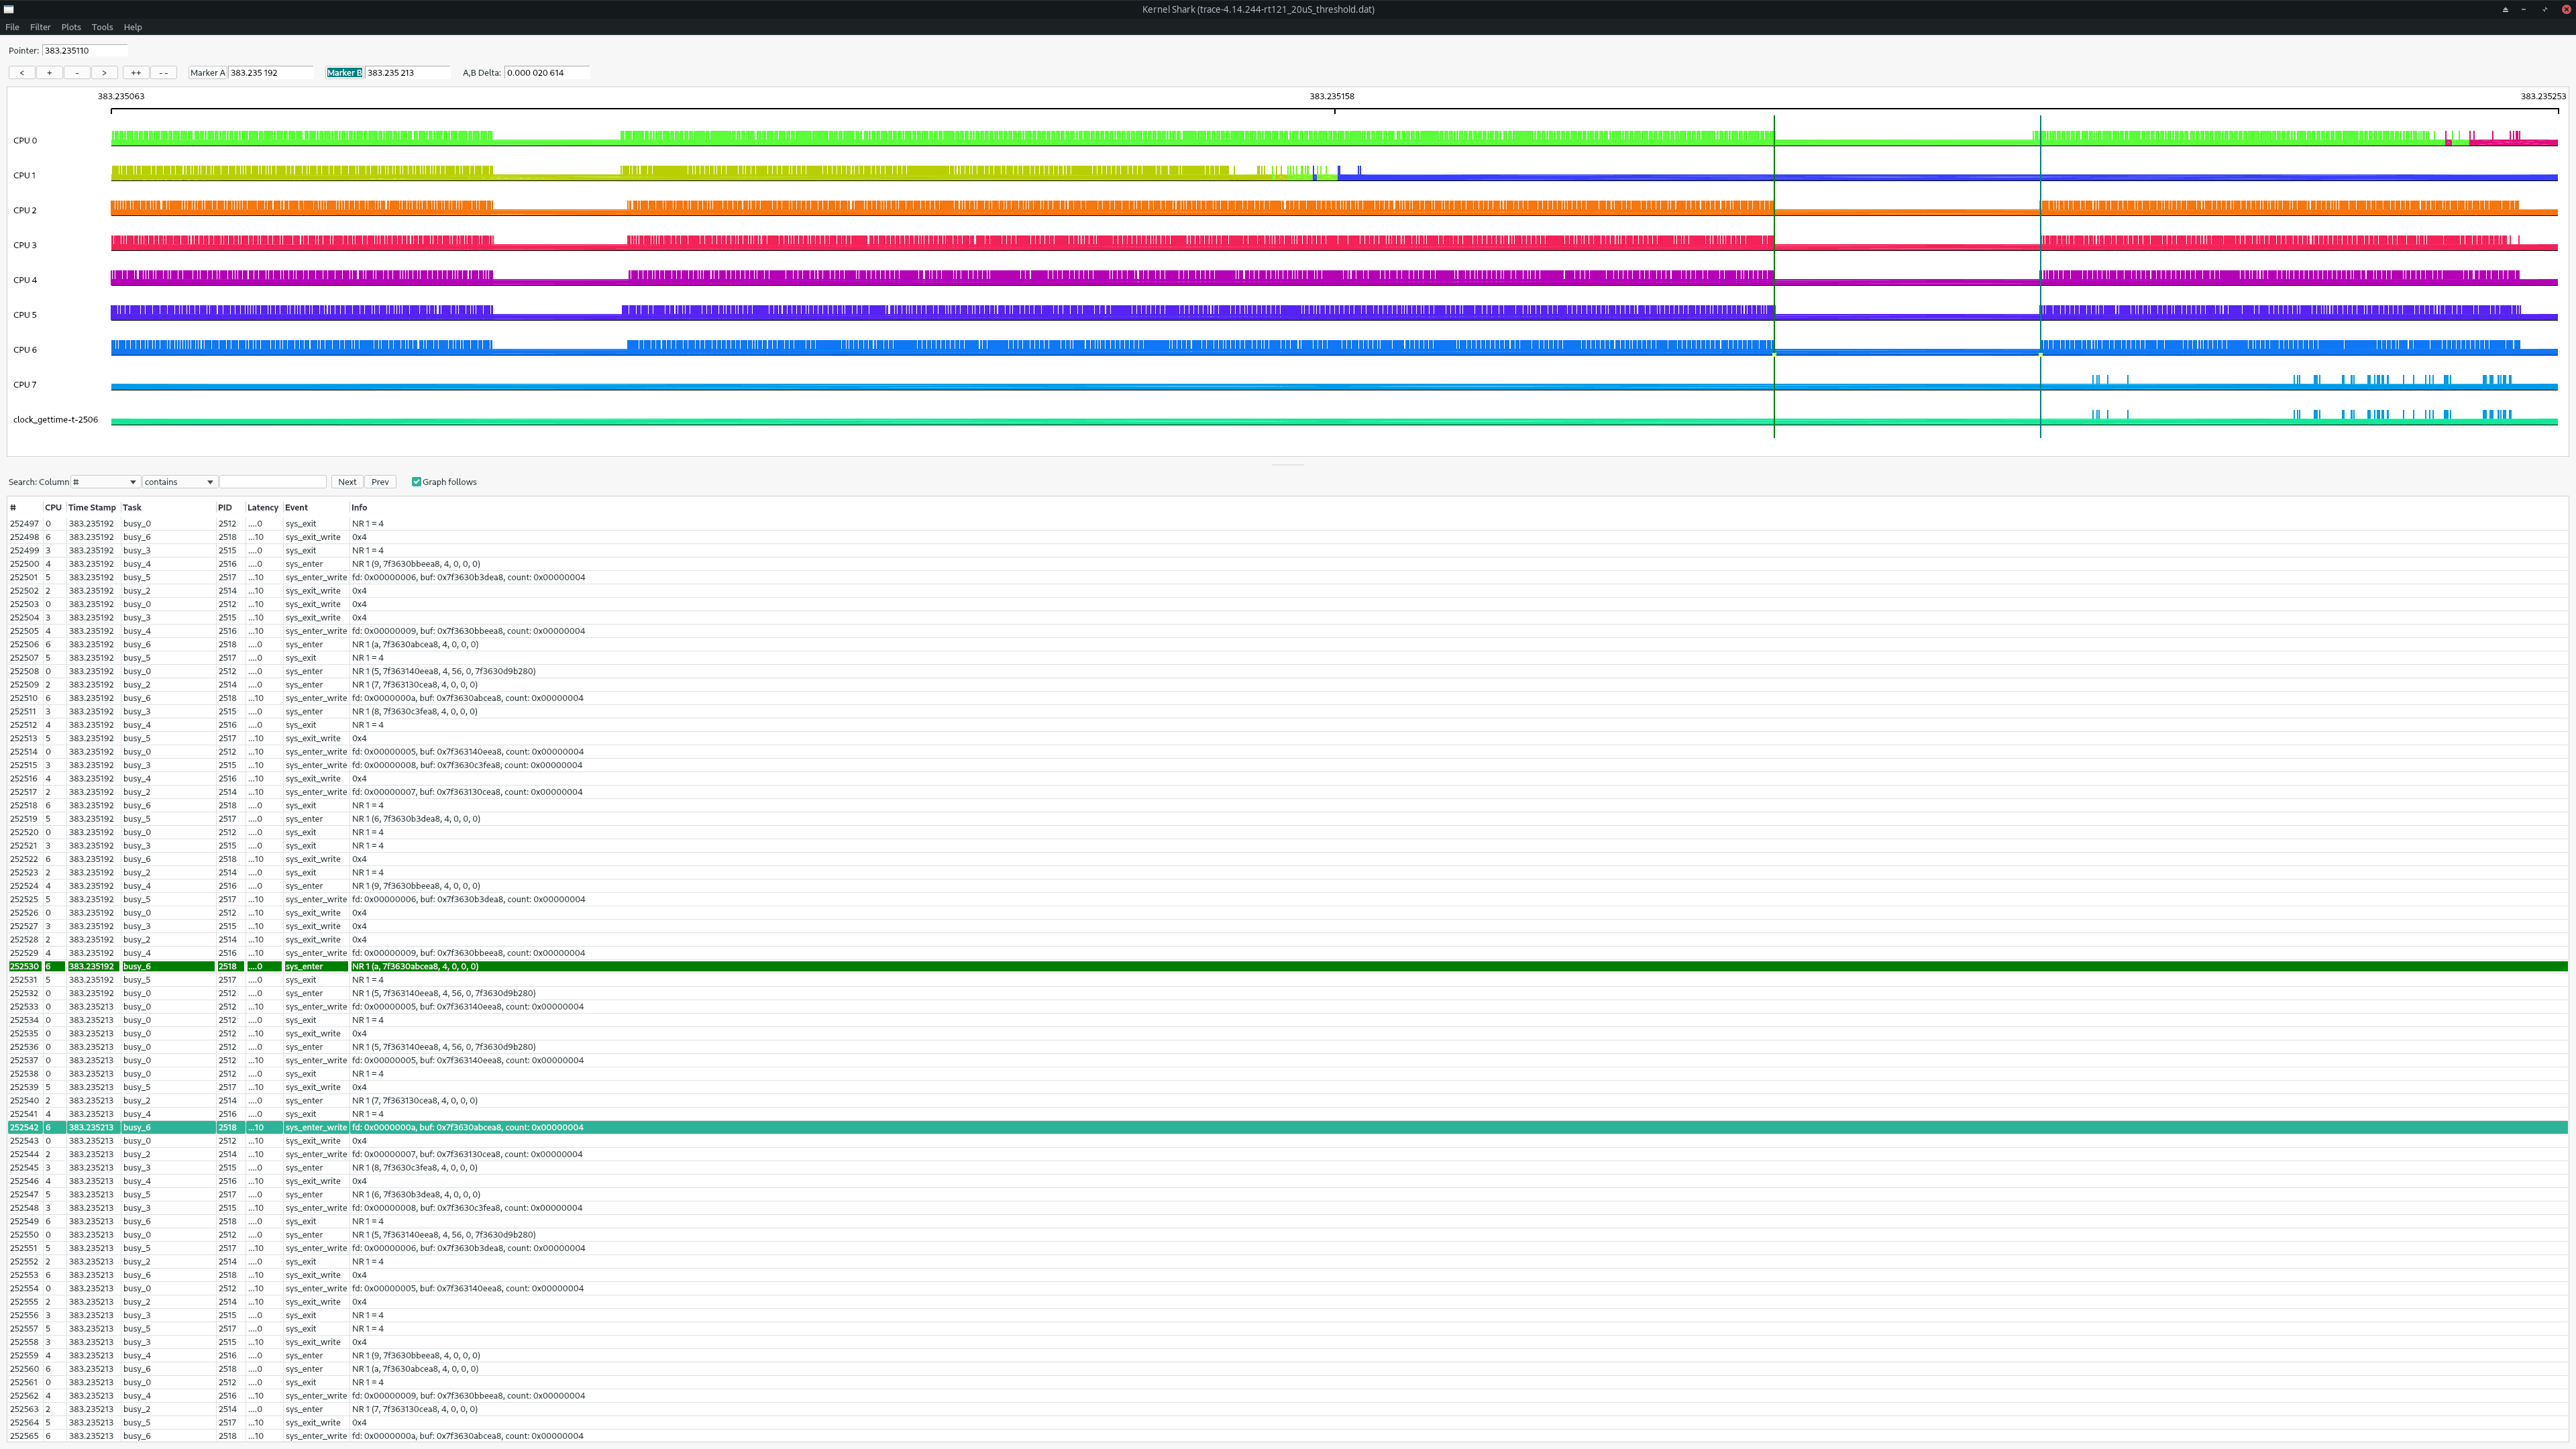 Kernel Shark (trace-4.14.244-rt121_20uS_threshold.dat)
File Filter Plots Tools Help
Pointer: 383.235110
< + - > ++ -- Marker A 383.235 192 Marker B 383.235 213 A,B Delta: 0.000 020 614
383.235063 383.235158 383.235253
CPU 0
CPU 1
CPU 2
CPU 3
CPU 4
CPU 5
CPU 6
CPU 7
clock_gettime-t-2506
Search: Column # contains Next Prev Graph follows
# CPU Time Stamp Task PID Latency Event Info
252497 0 383.235192 busy_0 2512 ....0 sys_exit NR 1 = 4
252498 6 383.235192 busy_6 2518 ...10 sys_exit_write 0x4
252499 3 383.235192 busy_3 2515 ....0 sys_exit NR 1 = 4
252500 4 383.235192 busy_4 2516 ....0 sys_enter NR 1 (9, 7f3630bbeea8, 4, 0, 0, 0)
252501 5 383.235192 busy_5 2517 ...10 sys_enter_write fd: 0x00000006, buf: 0x7f3630b3dea8, count: 0x00000004
252502 2 383.235192 busy_2 2514 ...10 sys_exit_write 0x4
252503 0 383.235192 busy_0 2512 ...10 sys_exit_write 0x4
252504 3 383.235192 busy_3 2515 ...10 sys_exit_write 0x4
252505 4 383.235192 busy_4 2516 ...10 sys_enter_write fd: 0x00000009, buf: 0x7f3630bbeea8, count: 0x00000004
252506 6 383.235192 busy_6 2518 ....0 sys_enter NR 1 (a, 7f3630abcea8, 4, 0, 0, 0)
252507 5 383.235192 busy_5 2517 ....0 sys_exit NR 1 = 4
252508 0 383.235192 busy_0 2512 ....0 sys_enter NR 1 (5, 7f363140eea8, 4, 56, 0, 7f3630d9b280)
252509 2 383.235192 busy_2 2514 ....0 sys_enter NR 1 (7, 7f363130cea8, 4, 0, 0, 0)
252510 6 383.235192 busy_6 2518 ...10 sys_enter_write fd: 0x0000000a, buf: 0x7f3630abcea8, count: 0x00000004
252511 3 383.235192 busy_3 2515 ....0 sys_enter NR 1 (8, 7f3630c3fea8, 4, 0, 0, 0)
252512 4 383.235192 busy_4 2516 ....0 sys_exit NR 1 = 4
252513 5 383.235192 busy_5 2517 ...10 sys_exit_write 0x4
252514 0 383.235192 busy_0 2512 ...10 sys_enter_write fd: 0x00000005, buf: 0x7f363140eea8, count: 0x00000004
252515 3 383.235192 busy_3 2515 ...10 sys_enter_write fd: 0x00000008, buf: 0x7f3630c3fea8, count: 0x00000004
252516 4 383.235192 busy_4 2516 ...10 sys_exit_write 0x4
252517 2 383.235192 busy_2 2514 ...10 sys_enter_write fd: 0x00000007, buf: 0x7f363130cea8, count: 0x00000004
252518 6 383.235192 busy_6 2518 ....0 sys_exit NR 1 = 4
252519 5 383.235192 busy_5 2517 ....0 sys_enter NR 1 (6, 7f3630b3dea8, 4, 0, 0, 0)
252520 0 383.235192 busy_0 2512 ....0 sys_exit NR 1 = 4
252521 3 383.235192 busy_3 2515 ....0 sys_exit NR 1 = 4
252522 6 383.235192 busy_6 2518 ...10 sys_exit_write 0x4
252523 2 383.235192 busy_2 2514 ....0 sys_exit NR 1 = 4
252524 4 383.235192 busy_4 2516 ....0 sys_enter NR 1 (9, 7f3630bbeea8, 4, 0, 0, 0)
252525 5 383.235192 busy_5 2517 ...10 sys_enter_write fd: 0x00000006, buf: 0x7f3630b3dea8, count: 0x00000004
252526 0 383.235192 busy_0 2512 ...10 sys_exit_write 0x4
252527 3 383.235192 busy_3 2515 ...10 sys_exit_write 0x4
252528 2 383.235192 busy_2 2514 ...10 sys_exit_write 0x4
252529 4 383.235192 busy_4 2516 ...10 sys_enter_write fd: 0x00000009, buf: 0x7f3630bbeea8, count: 0x00000004
252530 6 383.235192 busy_6 2518 ....0 sys_enter NR 1 (a, 7f3630abcea8, 4, 0, 0, 0)
252531 5 383.235192 busy_5 2517 ....0 sys_exit NR 1 = 4
252532 0 383.235192 busy_0 2512 ....0 sys_enter NR 1 (5, 7f363140eea8, 4, 56, 0, 7f3630d9b280)
252533 0 383.235213 busy_0 2512 ...10 sys_enter_write fd: 0x00000005, buf: 0x7f363140eea8, count: 0x00000004
252534 0 383.235213 busy_0 2512 ....0 sys_exit NR 1 = 4
252535 0 383.235213 busy_0 2512 ...10 sys_exit_write 0x4
252536 0 383.235213 busy_0 2512 ....0 sys_enter NR 1 (5, 7f363140eea8, 4, 56, 0, 7f3630d9b280)
252537 0 383.235213 busy_0 2512 ...10 sys_enter_write fd: 0x00000005, buf: 0x7f363140eea8, count: 0x00000004
252538 0 383.235213 busy_0 2512 ....0 sys_exit NR 1 = 4
252539 5 383.235213 busy_5 2517 ...10 sys_exit_write 0x4
252540 2 383.235213 busy_2 2514 ....0 sys_enter NR 1 (7, 7f363130cea8, 4, 0, 0, 0)
252541 4 383.235213 busy_4 2516 ....0 sys_exit NR 1 = 4
252542 6 383.235213 busy_6 2518 ...10 sys_enter_write fd: 0x0000000a, buf: 0x7f3630abcea8, count: 0x00000004
252543 0 383.235213 busy_0 2512 ...10 sys_exit_write 0x4
252544 2 383.235213 busy_2 2514 ...10 sys_enter_write fd: 0x00000007, buf: 0x7f363130cea8, count: 0x00000004
252545 3 383.235213 busy_3 2515 ....0 sys_enter NR 1 (8, 7f3630c3fea8, 4, 0, 0, 0)
252546 4 383.235213 busy_4 2516 ...10 sys_exit_write 0x4
252547 5 383.235213 busy_5 2517 ....0 sys_enter NR 1 (6, 7f3630b3dea8, 4, 0, 0, 0)
252548 3 383.235213 busy_3 2515 ...10 sys_enter_write fd: 0x00000008, buf: 0x7f3630c3fea8, count: 0x00000004
252549 6 383.235213 busy_6 2518 ....0 sys_exit NR 1 = 4
252550 0 383.235213 busy_0 2512 ....0 sys_enter NR 1 (5, 7f363140eea8, 4, 56, 0, 7f3630d9b280)
252551 5 383.235213 busy_5 2517 ...10 sys_enter_write fd: 0x00000006, buf: 0x7f3630b3dea8, count: 0x00000004
252552 2 383.235213 busy_2 2514 ....0 sys_exit NR 1 = 4
252553 6 383.235213 busy_6 2518 ...10 sys_exit_write 0x4
252554 0 383.235213 busy_0 2512 ...10 sys_enter_write fd: 0x00000005, buf: 0x7f363140eea8, count: 0x00000004
252555 2 383.235213 busy_2 2514 ...10 sys_exit_write 0x4
252556 3 383.235213 busy_3 2515 ....0 sys_exit NR 1 = 4
252557 5 383.235213 busy_5 2517 ....0 sys_exit NR 1 = 4
252558 3 383.235213 busy_3 2515 ...10 sys_exit_write 0x4
252559 4 383.235213 busy_4 2516 ....0 sys_enter NR 1 (9, 7f3630bbeea8, 4, 0, 0, 0)
252560 6 383.235213 busy_6 2518 ....0 sys_enter NR 1 (a, 7f3630abcea8, 4, 0, 0, 0)
252561 0 383.235213 busy_0 2512 ....0 sys_exit NR 1 = 4
252562 4 383.235213 busy_4 2516 ...10 sys_enter_write fd: 0x00000009, buf: 0x7f3630bbeea8, count: 0x00000004
252563 2 383.235213 busy_2 2514 ....0 sys_enter NR 1 (7, 7f363130cea8, 4, 0, 0, 0)
252564 5 383.235213 busy_5 2517 ...10 sys_exit_write 0x4
252565 6 383.235213 busy_6 2518 ...10 sys_enter_write fd: 0x0000000a, buf: 0x7f3630abcea8, count: 0x00000004